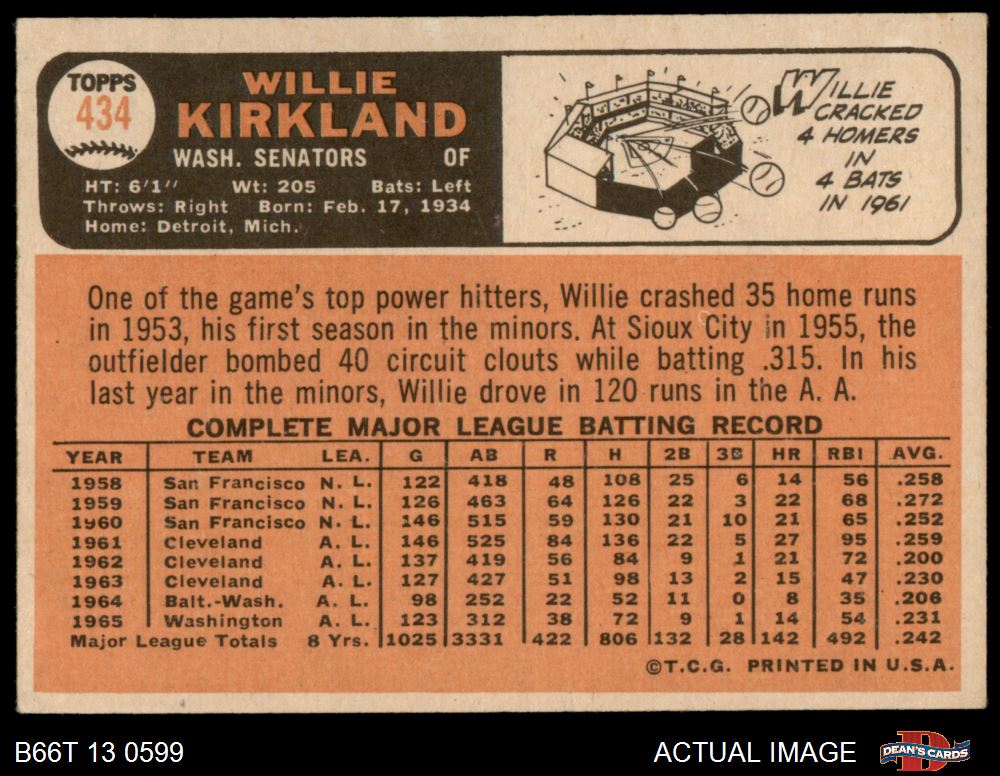 TOPPS
434
WILLIE
KIRKLAND
WASH. SENATORS OF
HT: 6'1" Wt: 205 Bats: Left
Throws: Right Born: Feb. 17, 1934
Home: Detroit, Mich.
WILLIE
CRACKED
4 HOMERS
IN
4 BATS
IN 1961
One of the game's top power hitters, Willie crashed 35 home runs
in 1953, his first season in the minors. At Sioux City in 1955, the
outfielder bombed 40 circuit clouts while batting .315. In his
last year in the minors, Willie drove in 120 runs in the A. A.
COMPLETE MAJOR LEAGUE BATTING RECORD
YEAR TEAM LEA. G AB R H 2B 3B HR RBI AVG.
1958 San Francisco N. L. 122 418 48 108 25 6 14 56 .258
1959 San Francisco N. L. 126 463 64 126 22 3 22 68 .272
1960 San Francisco N. L. 146 515 59 130 21 10 21 65 .252
1961 Cleveland A. L. 146 525 84 136 22 5 27 95 .259
1962 Cleveland A. L. 137 419 56 84 9 1 21 72 .200
1963 Cleveland A. L. 127 427 51 98 13 2 15 47 .230
1964 Balt.-Wash. A. L. 98 252 22 52 11 0 8 35 .206
1965 Washington A. L. 123 312 38 72 9 1 14 54 .231
Major League Totals 8 Yrs. 1025 3331 422 806 132 28 142 492 .242
©T.C.G. PRINTED IN U.S.A.
B66T 13 0599
ACTUAL IMAGE
DEAN'S CARDS